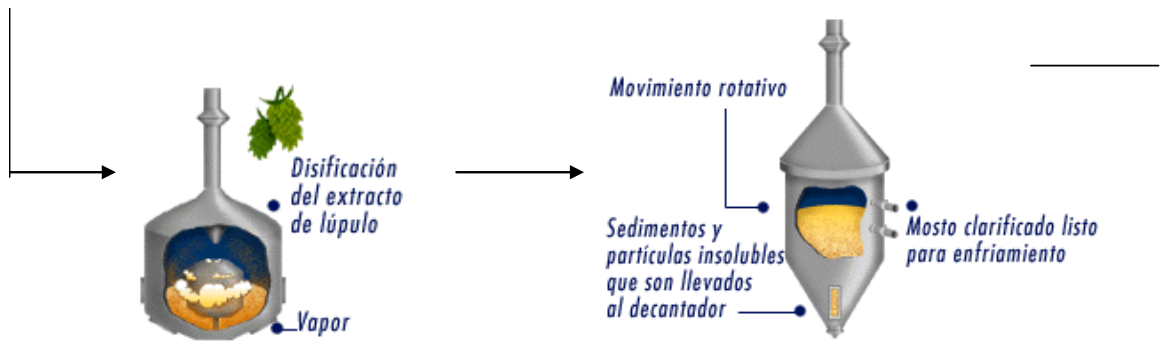 Disificación
del extracto
de lúpulo
Vapor
Movimiento rotativo
Sedimentos y
partículas insolubles
que son llevados
al decantador
Mosto clarificado listo
para enfriamiento